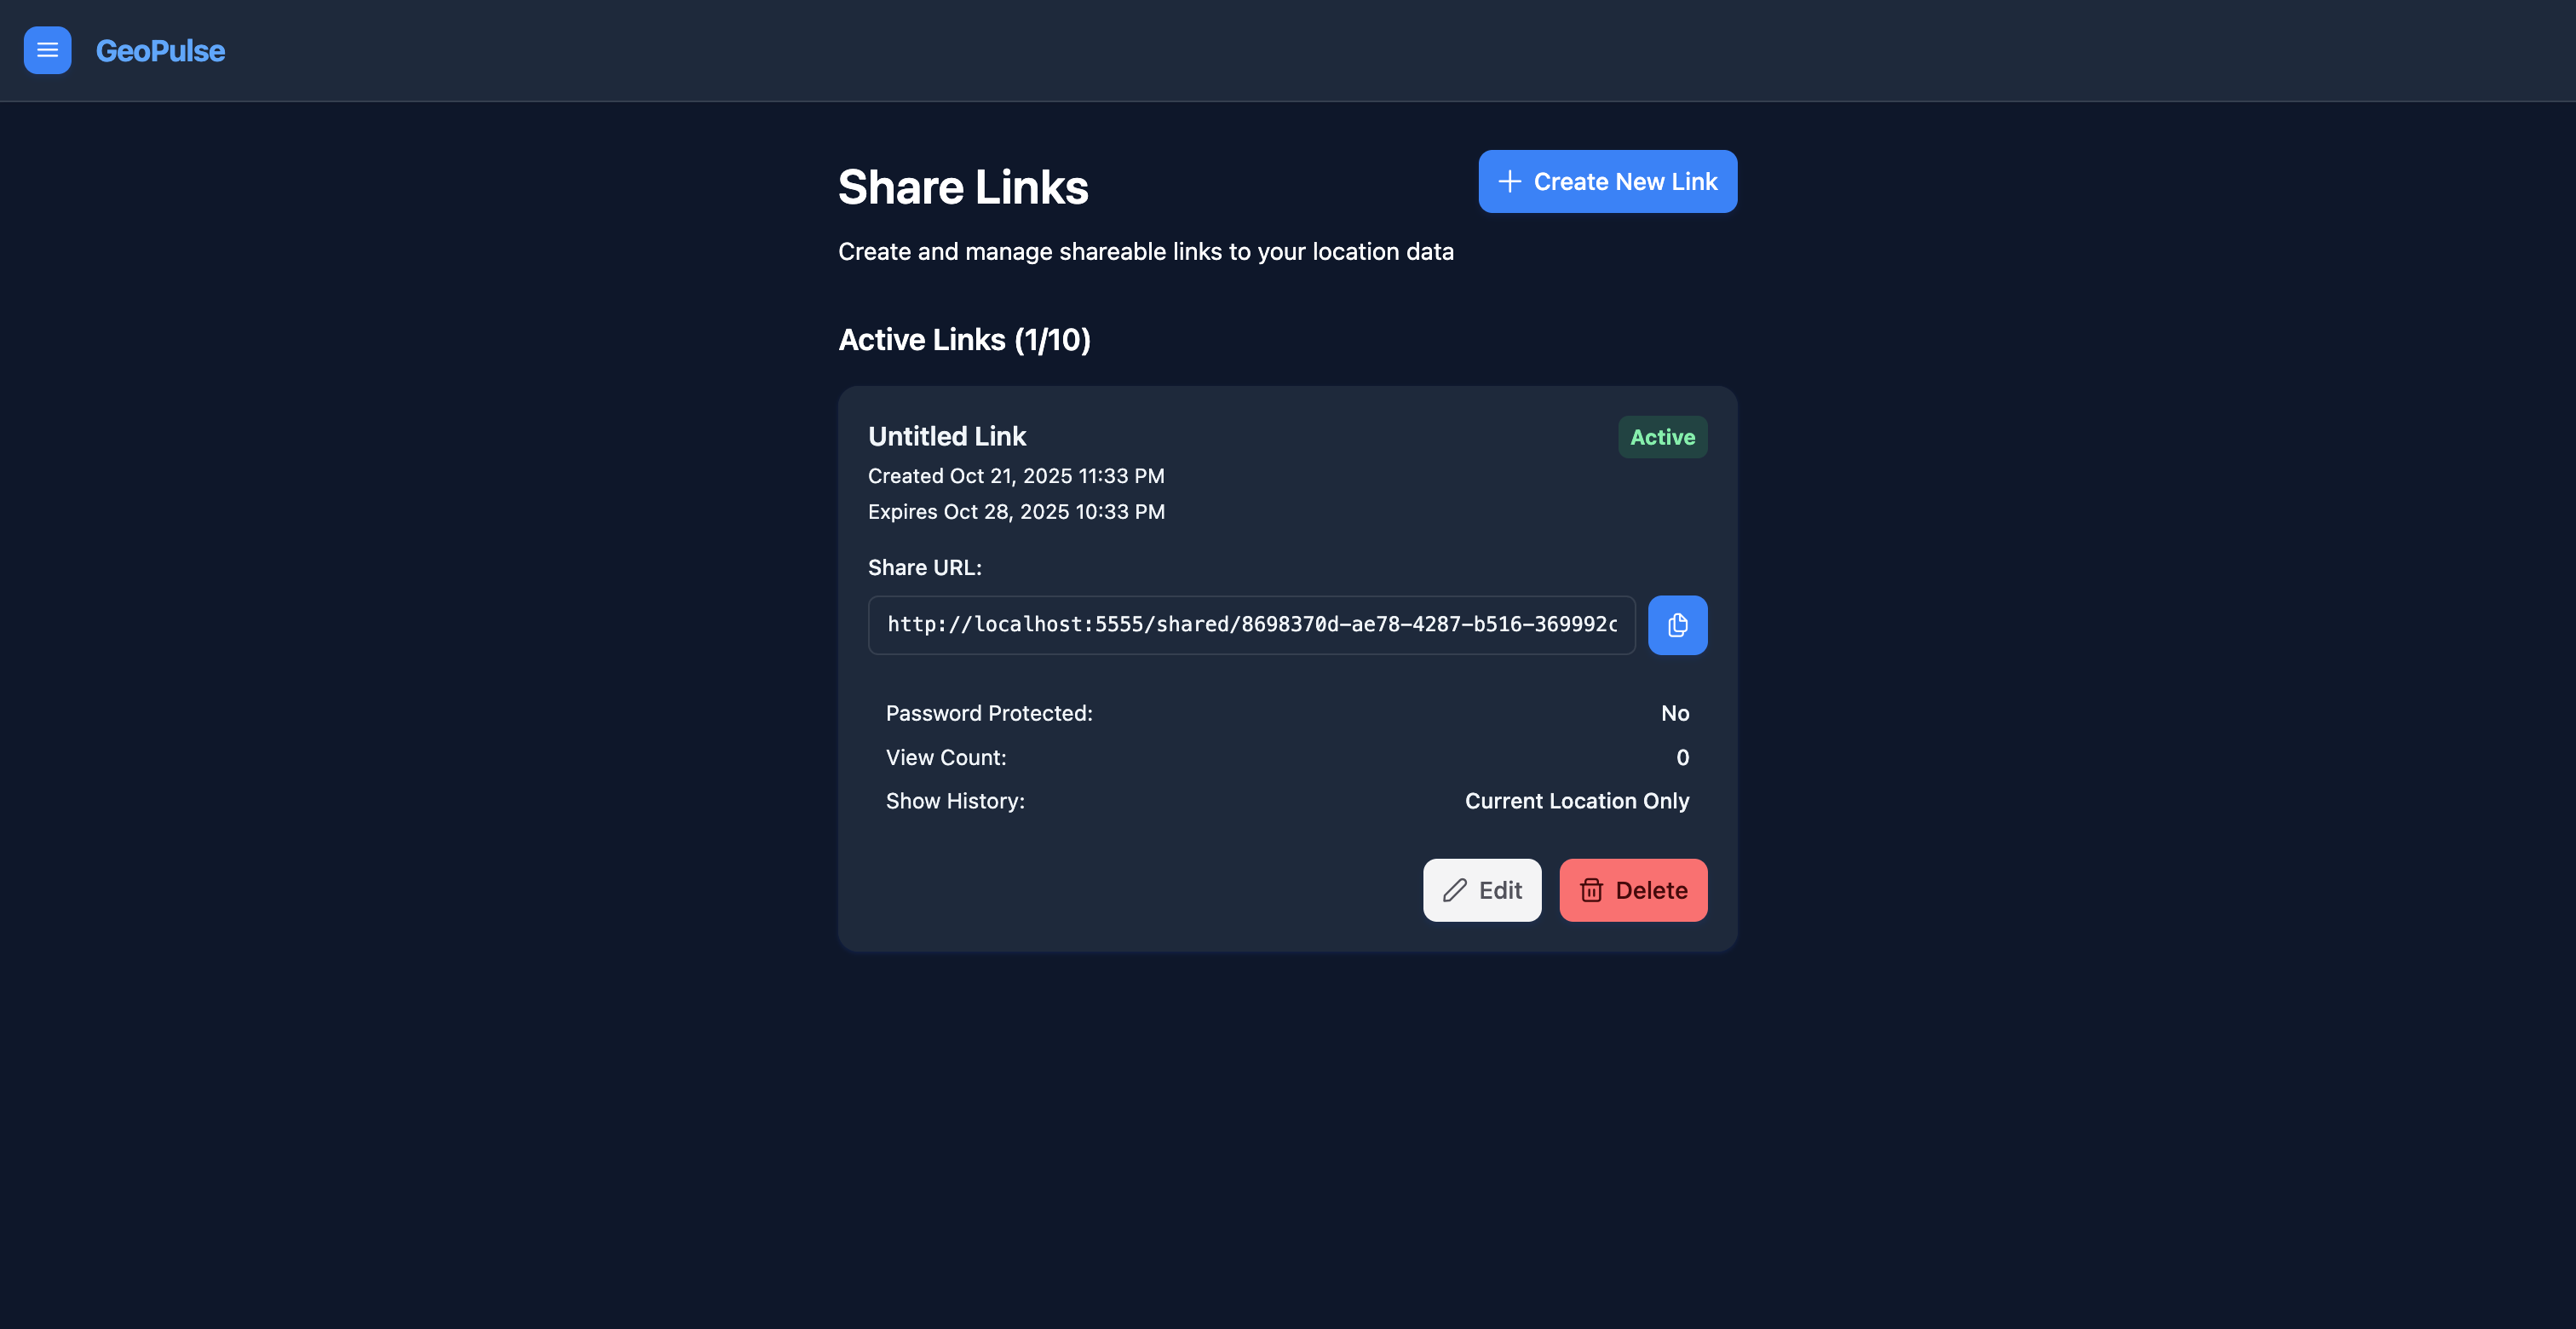 GeoPulse
Share Links
Create New Link
Create and manage shareable links to your location data
Active Links (1/10)
Untitled Link
Active
Created Oct 21, 2025 11:33 PM
Expires Oct 28, 2025 10:33 PM
Share URL:
http://localhost:5555/shared/8698370d-ae78-4287-b516-369992c
Password Protected: No
View Count: 0
Show History: Current Location Only
Edit Delete